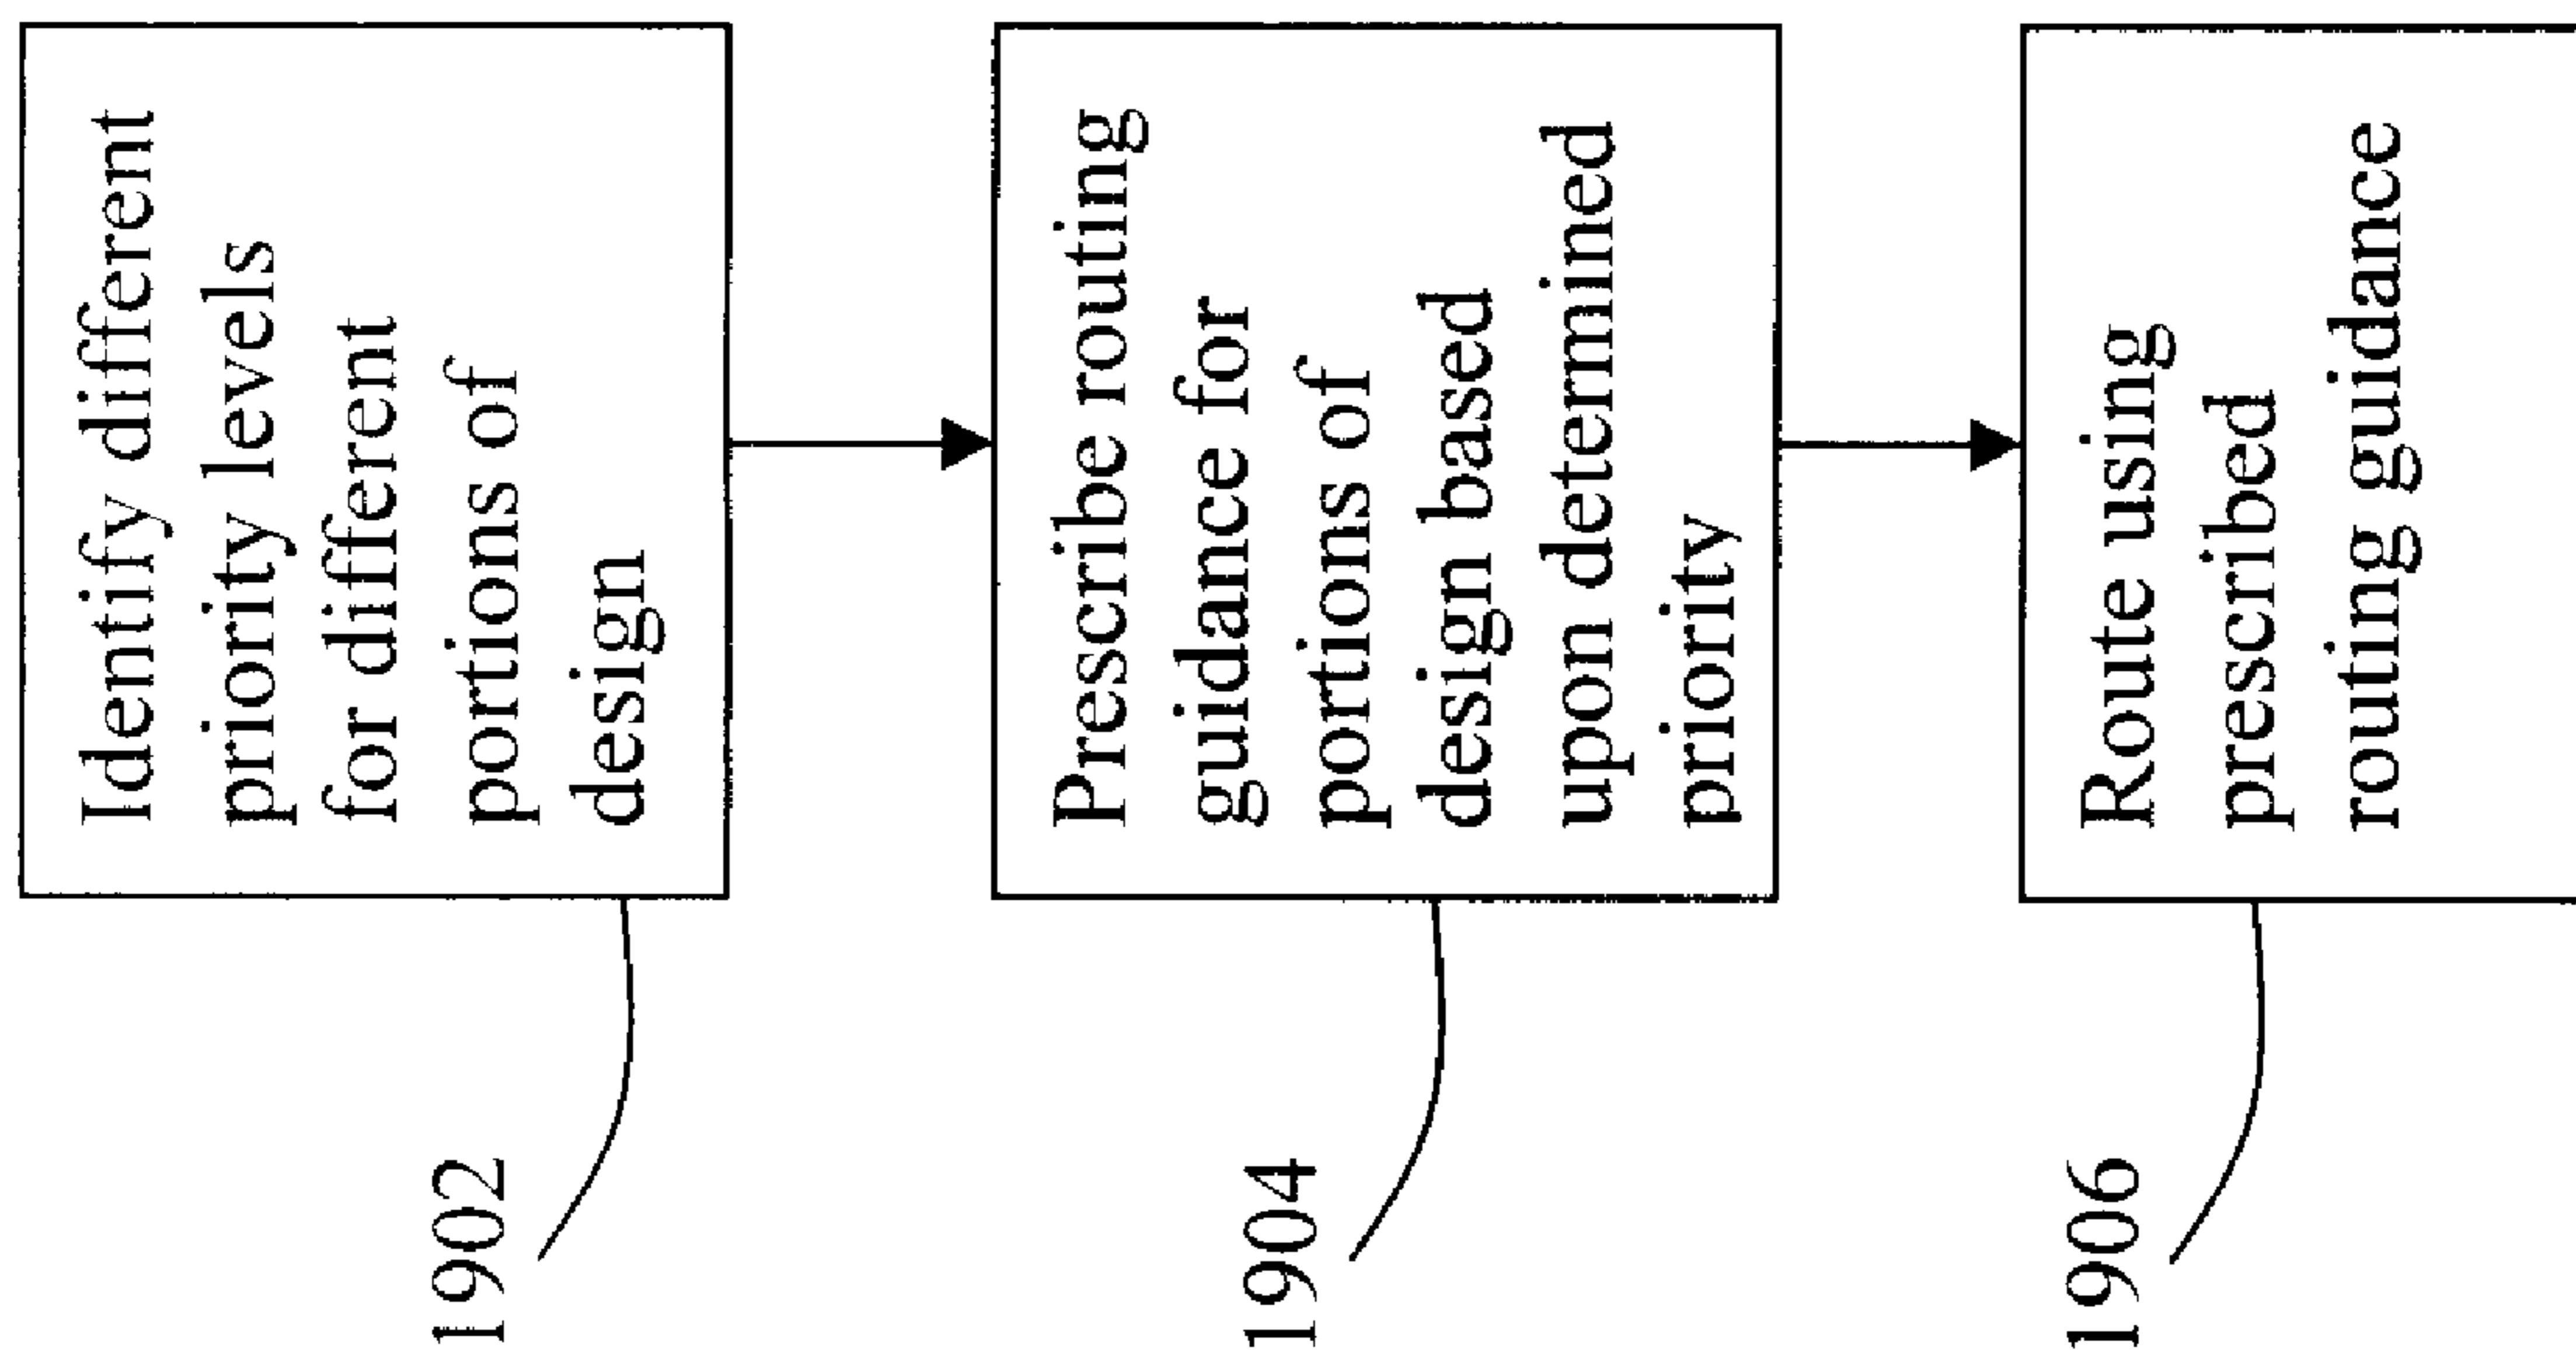 Identify different
priority levels
for different
portions of
design
1902
Prescribe routing
guidance for
portions of
design based
upon determined
priority
1904
Route using
prescribed
routing guidance
1906